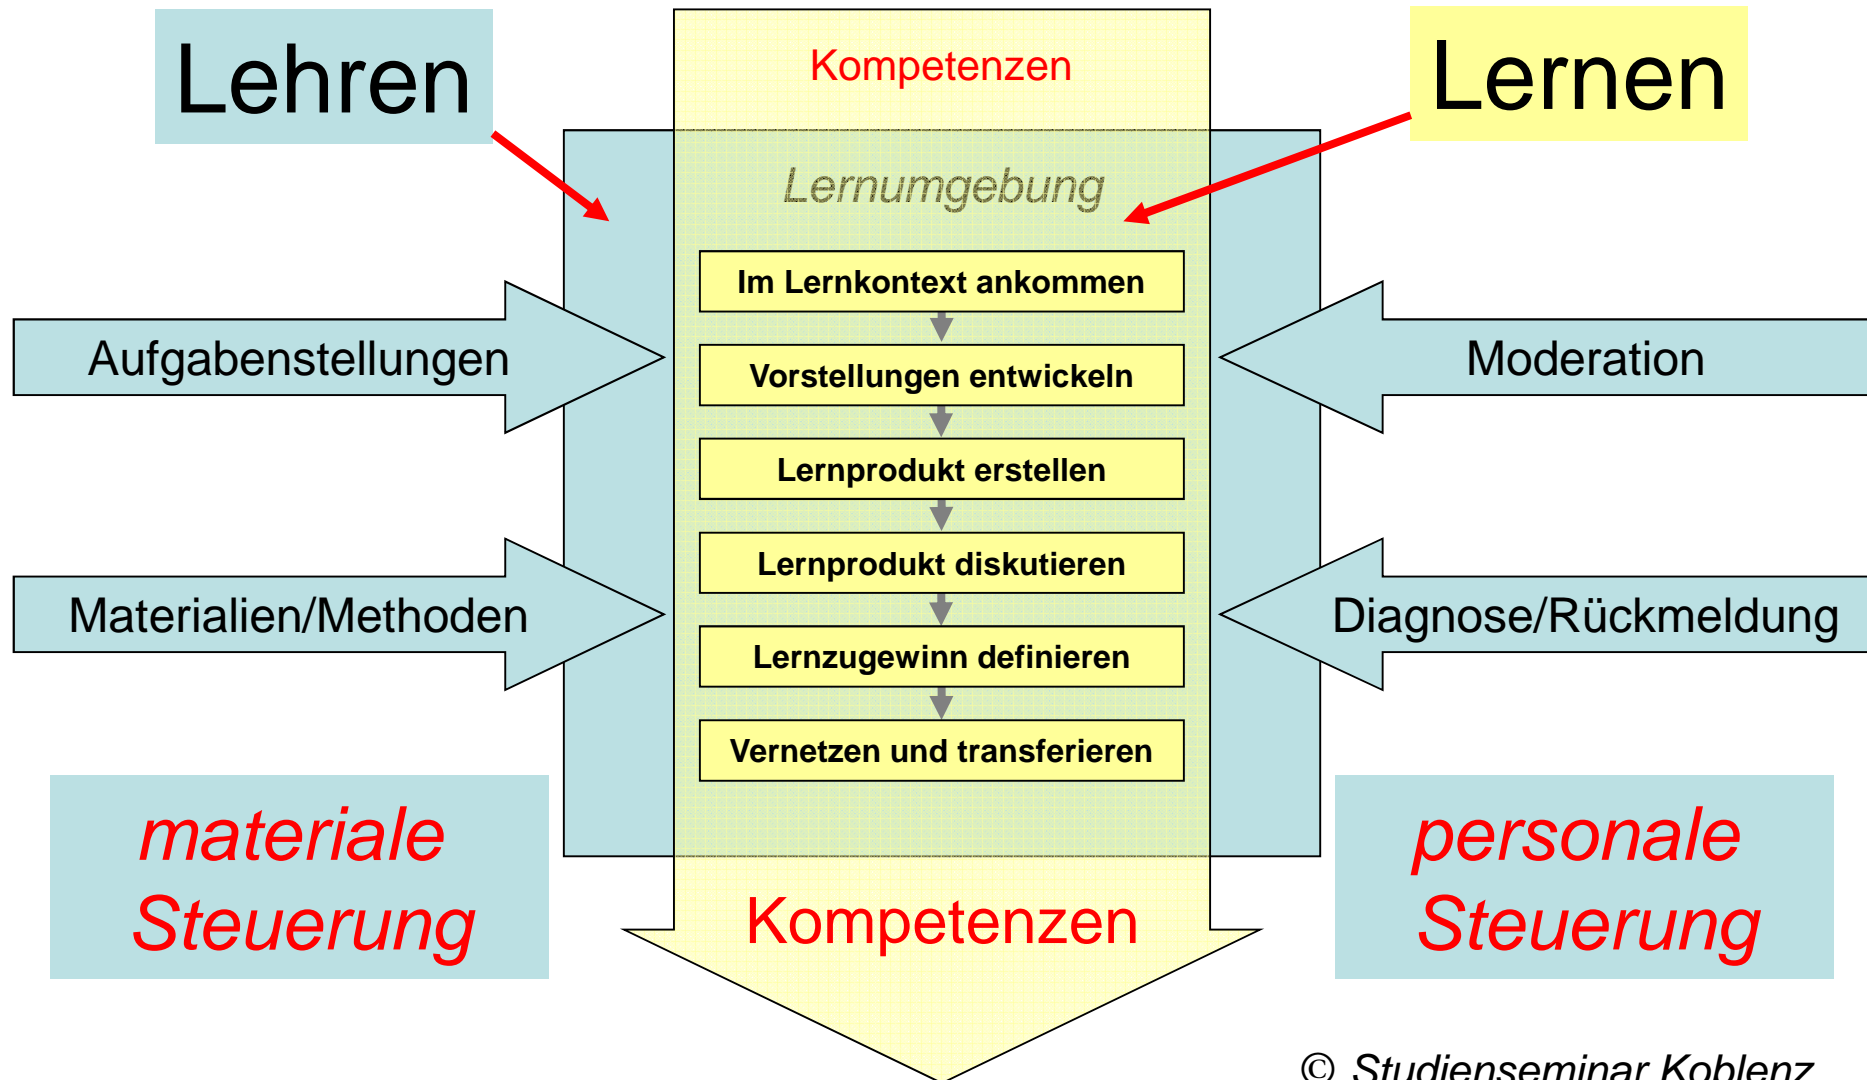 Lehren
Kompetenzen
Lernen
Lernumgebung
Im Lernkontext ankommen
Aufgabenstellungen
Moderation
Vorstellungen entwickeln
Lernprodukt erstellen
Lernprodukt diskutieren
Materialien/Methoden
Diagnose/Rückmeldung
Lernzugewinn definieren
Vernetzen und transferieren
materiale
Steuerung
personale
Steuerung
Kompetenzen
© Studienseminar Koblenz